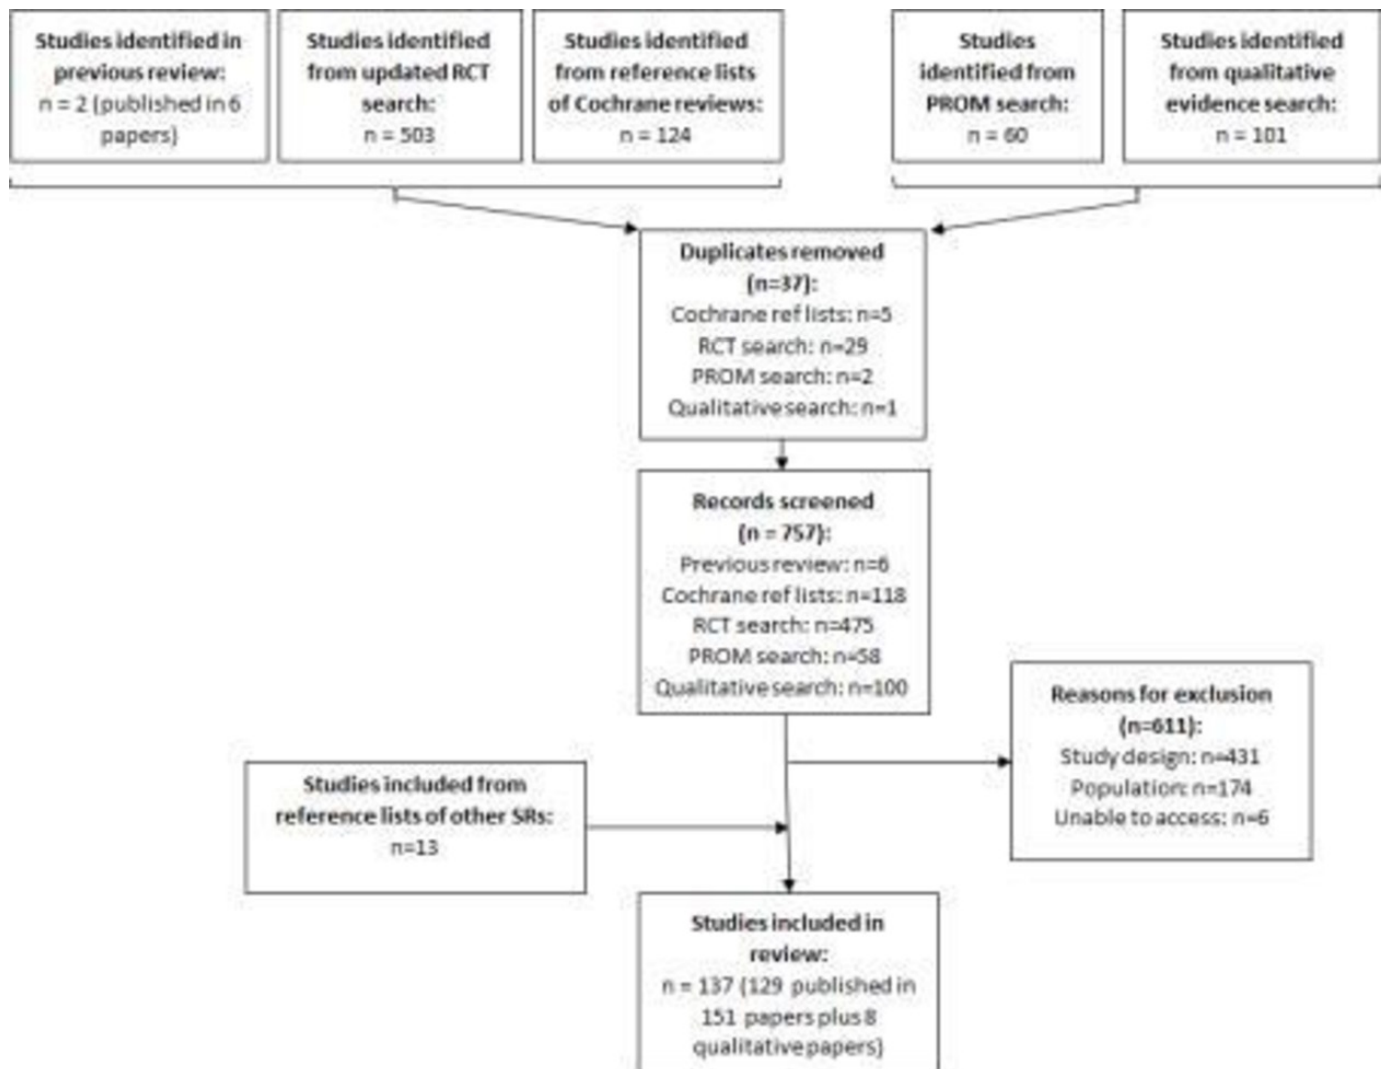 Studies identified in
previous review:
n = 2 (published in 6
papers)
Studies identified
from updated RCT
search:
n = 503
Studies identified
from reference lists
of Cochrane reviews:
n = 124
Studies
identified from
PROM search:
n = 60
Studies identified
from qualitative
evidence search:
n = 101
Duplicates removed
(n=37):
Cochrane ref lists: n=5
RCT search: n=29
PROM search: n=2
Qualitative search: n=1
Records screened
(n = 757):
Previous review: n=6
Cochrane ref lists: n=118
RCT search: n=475
PROM search: n=58
Qualitative search: n=100
Reasons for exclusion
(n=611):
Study design: n=431
Population: n=174
Unable to access: n=6
Studies included from
reference lists of other SRs:
n=13
Studies included in
review:
n = 137 (129 published in
151 papers plus 8
qualitative papers)